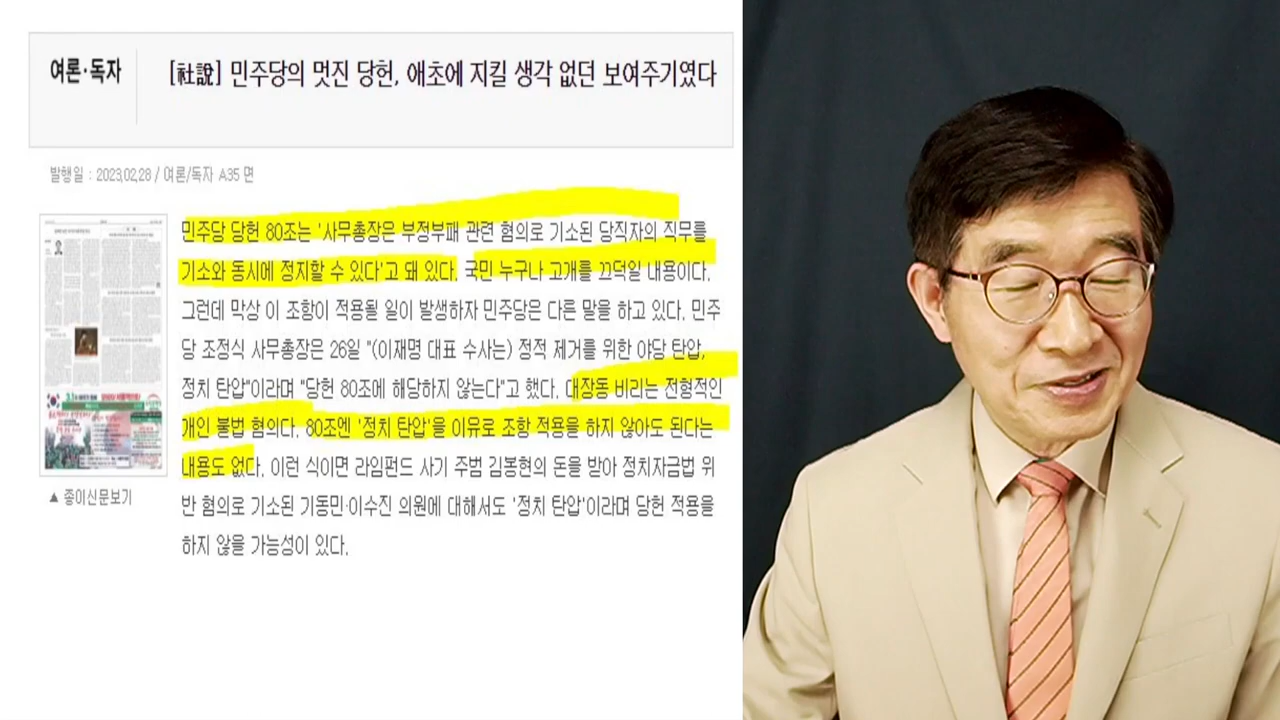 여론·독자
[社說] 민주당의 멋진 당헌, 애초에 지킬 생각 없던 보여주기였다
발행일 : 2023.02.28 / 여론/독자 A35 면
민주당 당헌 80조는 '사무총장은 부정부패 관련 혐의로 기소된 당직자의 직무를
기소와 동시에 정지할 수 있다'고 돼 있다. 국민 누구나 고개를 끄덕일 내용이다.
그런데 막상 이 조항이 적용될 일이 발생하자 민주당은 다른 말을 하고 있다. 민주
당 조정식 사무총장은 26일 "(이재명 대표 수사는) 정적 제거를 위한 야당 탄압,
정치 탄압"이라며 "당헌 80조에 해당하지 않는다"고 했다. 대장동 비리는 전형적인
개인 불법 혐의다. 80조엔 '정치 탄압'을 이유로 조항 적용을 하지 않아도 된다는
내용도 없다. 이런 식이면 라임펀드 사기 주범 김봉현의 돈을 받아 정치자금법 위
반 혐의로 기소된 기동민·이수진 의원에 대해서도 '정치 탄압'이라며 당헌 적용을
하지 않을 가능성이 있다.
▲ 종이신문보기